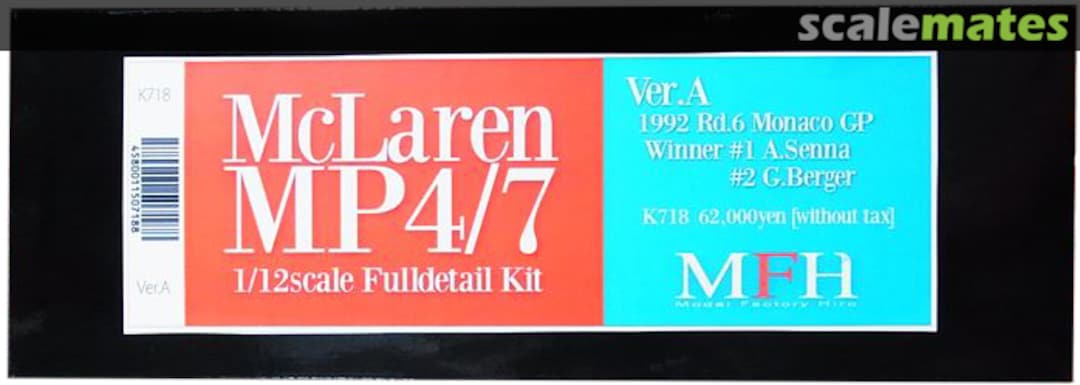 scalemates
K718
4580011507188
Ver.A
McLaren
MP4/7
1/12scale Fulldetail Kit
Ver.A
1992 Rd.6 Monaco GP
Winner #1 A.Senna
#2 G.Berger
K718 62,000yen [without tax]
MFH
Model Factory Hiro